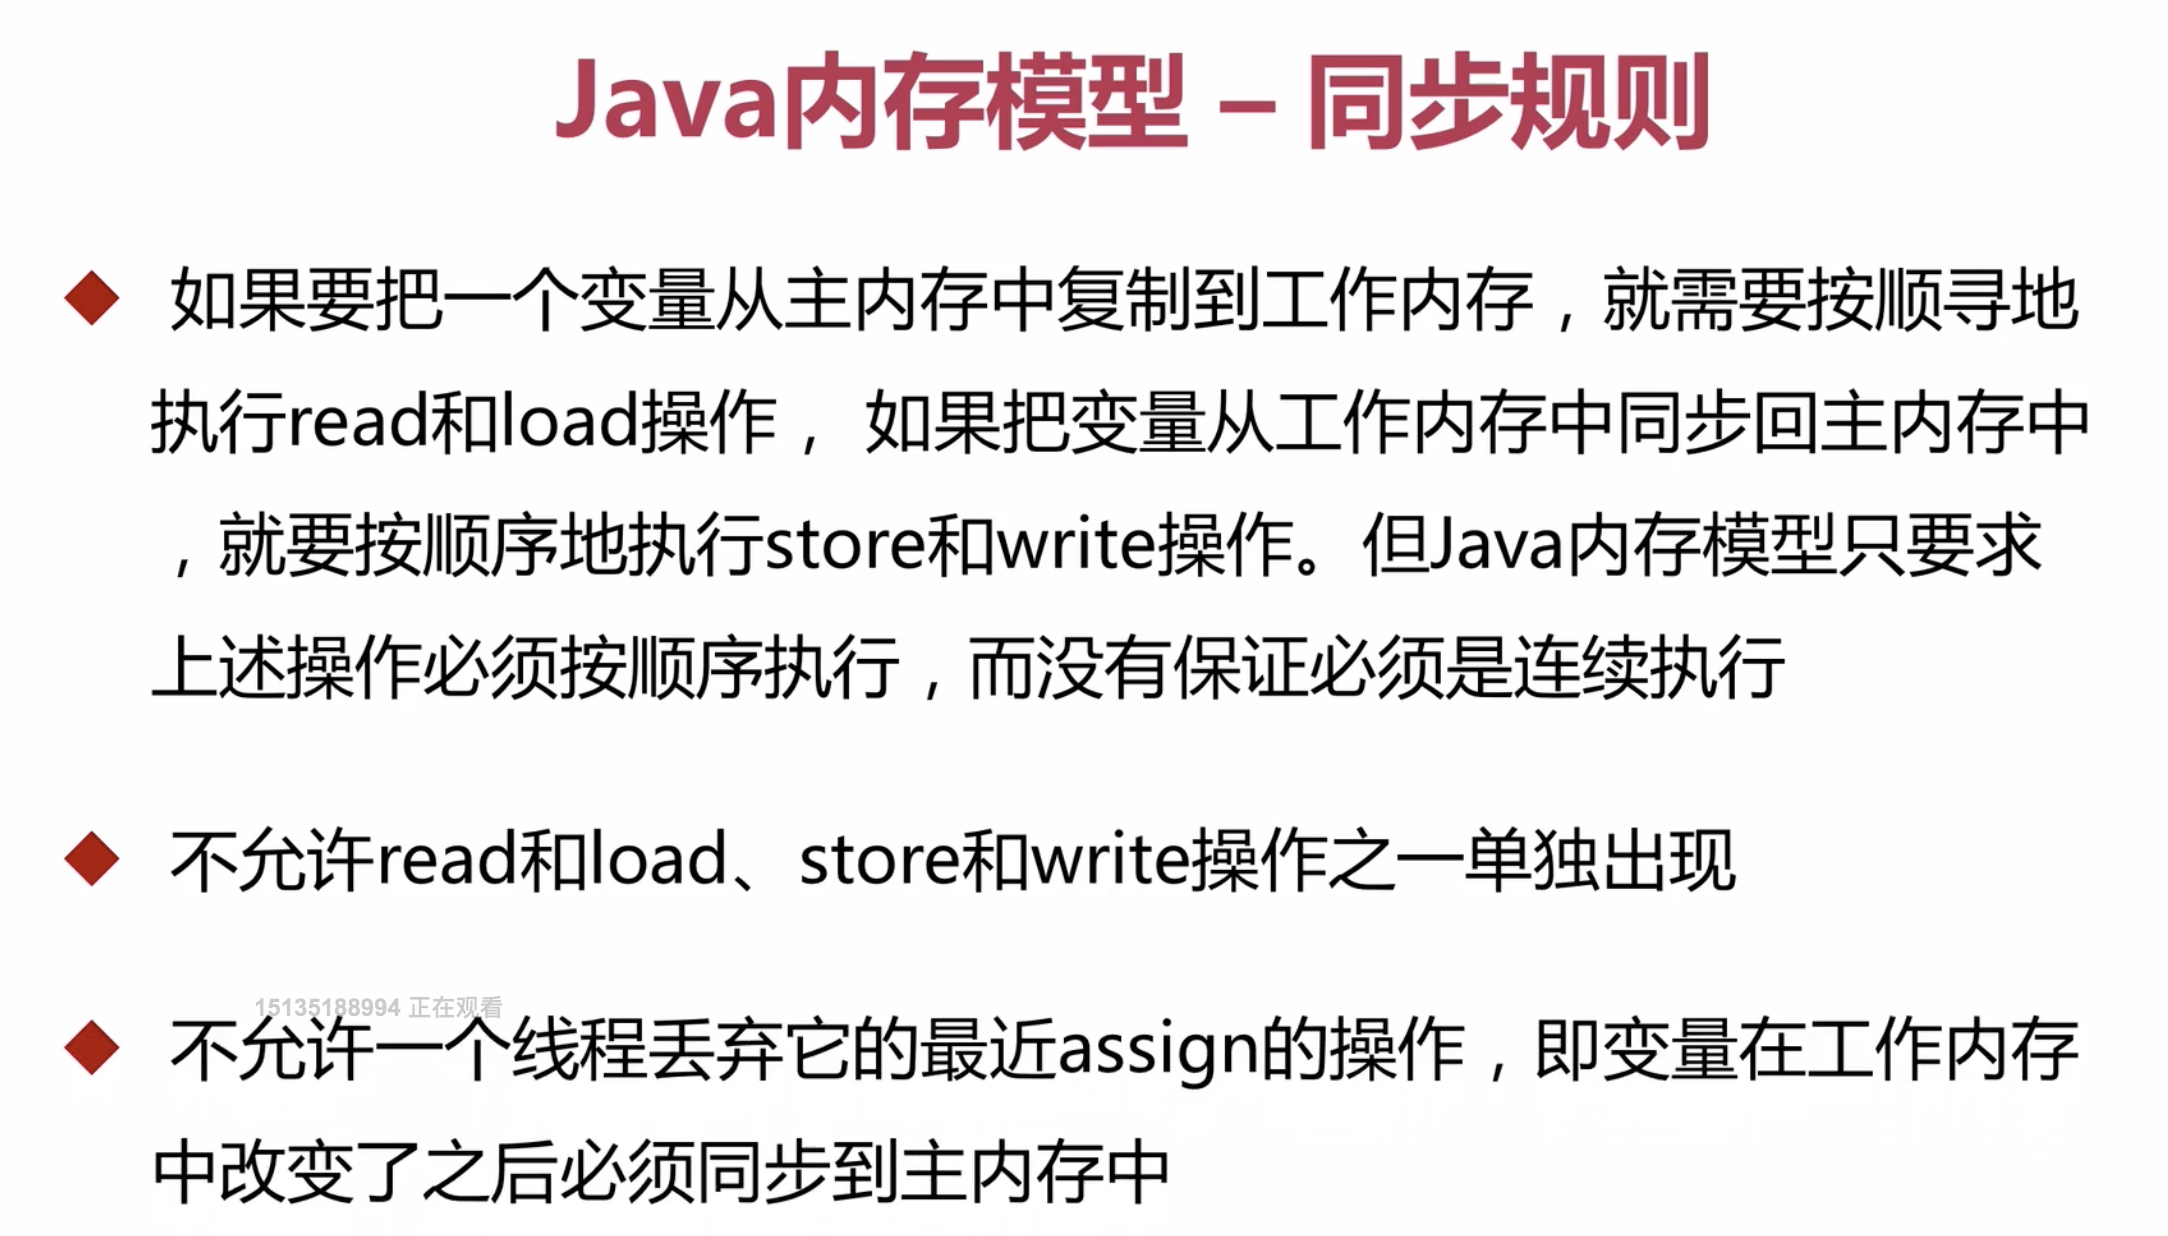 Java内存模型 – 同步规则
如果要把一个变量从主内存中复制到工作内存，就需要按顺寻地
执行read和load操作， 如果把变量从工作内存中同步回主内存中
，就要按顺序地执行store和write操作。但Java内存模型只要求
上述操作必须按顺序执行，而没有保证必须是连续执行
不允许read和load、store和write操作之一单独出现
15135188994 正在观看
不允许一个线程丢弃它的最近assign的操作，即变量在工作内存
中改变了之后必须同步到主内存中